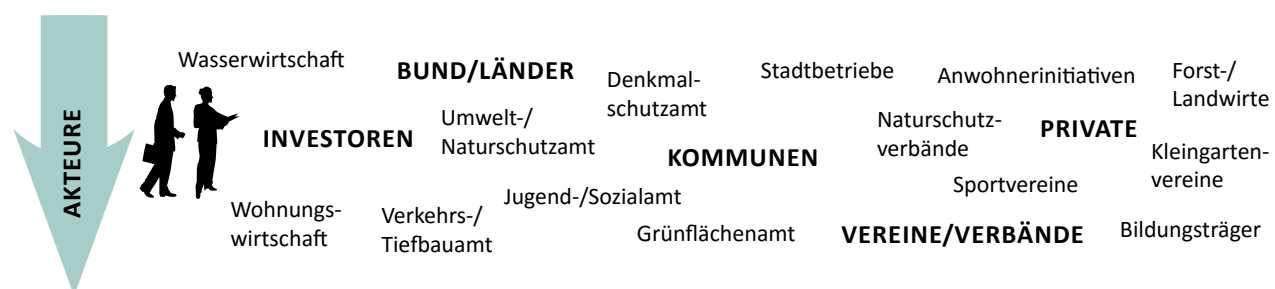 AKTEURE
Wasserwirtschaft
BUND/LÄNDER
Denkmal-
schutzamt
Stadtbetriebe
Anwohnerinitiativen
Forst-/
Landwirte
INVESTOREN
Umwelt-/
Naturschutzamt
KOMMUNEN
Naturschutz-
verbände
PRIVATE
Kleingarten-
vereine
Sportvereine
Wohnungs-
wirtschaft
Verkehrs-/
Tiefbauamt
Jugend-/Sozialamt
Grünflächenamt
VEREINE/VERBÄNDE
Bildungsträger